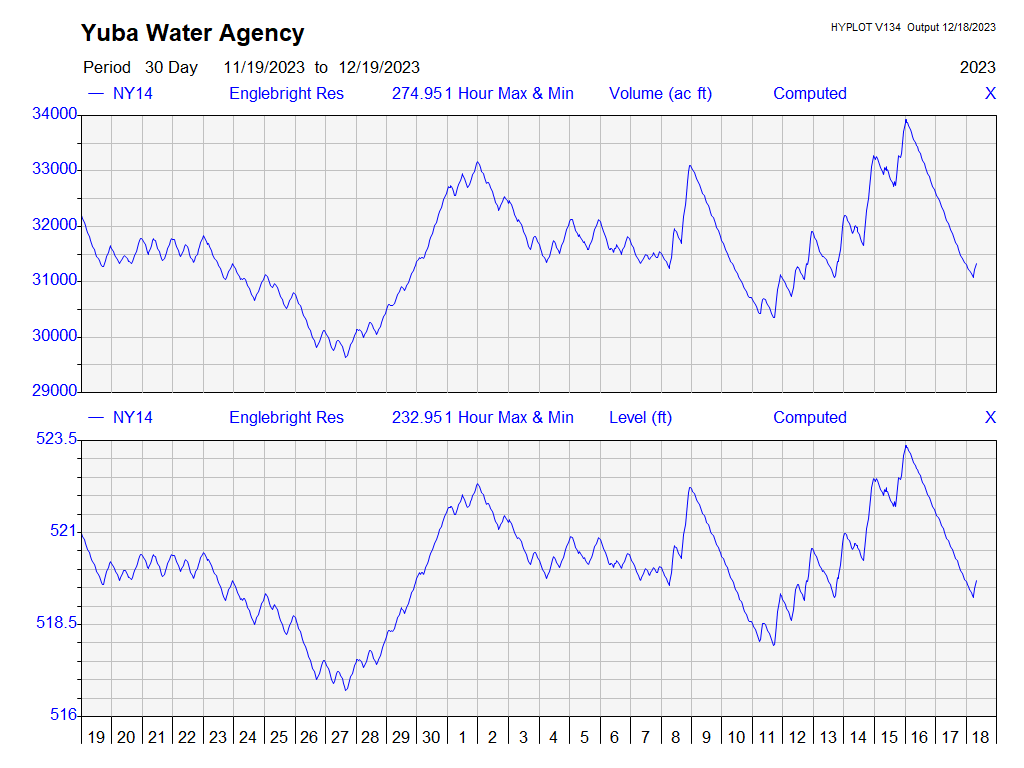 Yuba Water Agency
HYPLOT V134 Output 12/18/2023
Period 30 Day 11/19/2023 to 12/19/2023
2023
NY14 Englebright Res 274.951 Hour Max & Min Volume (ac ft) Computed X
34000
33000
32000
31000
30000
29000
NY14 Englebright Res 232.951 Hour Max & Min Level (ft) Computed X
523.5
521
518.5
516
19 20 21 22 23 24 25 26 27 28 29 30 1 2 3 4 5 6 7 8 9 10 11 12 13 14 15 16 17 18